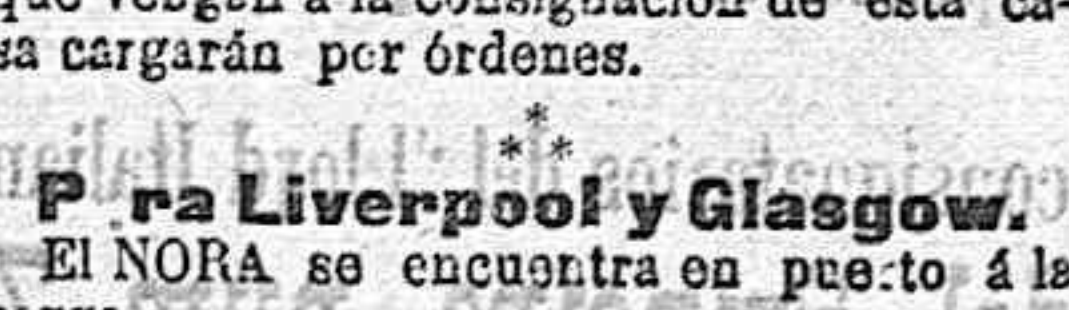 que vengan a la consignación de esta ca-
sa cargarán por órdenes.
*
* *
P ra Liverpool y Glasgow.
El NORA se encuentra en puerto á la